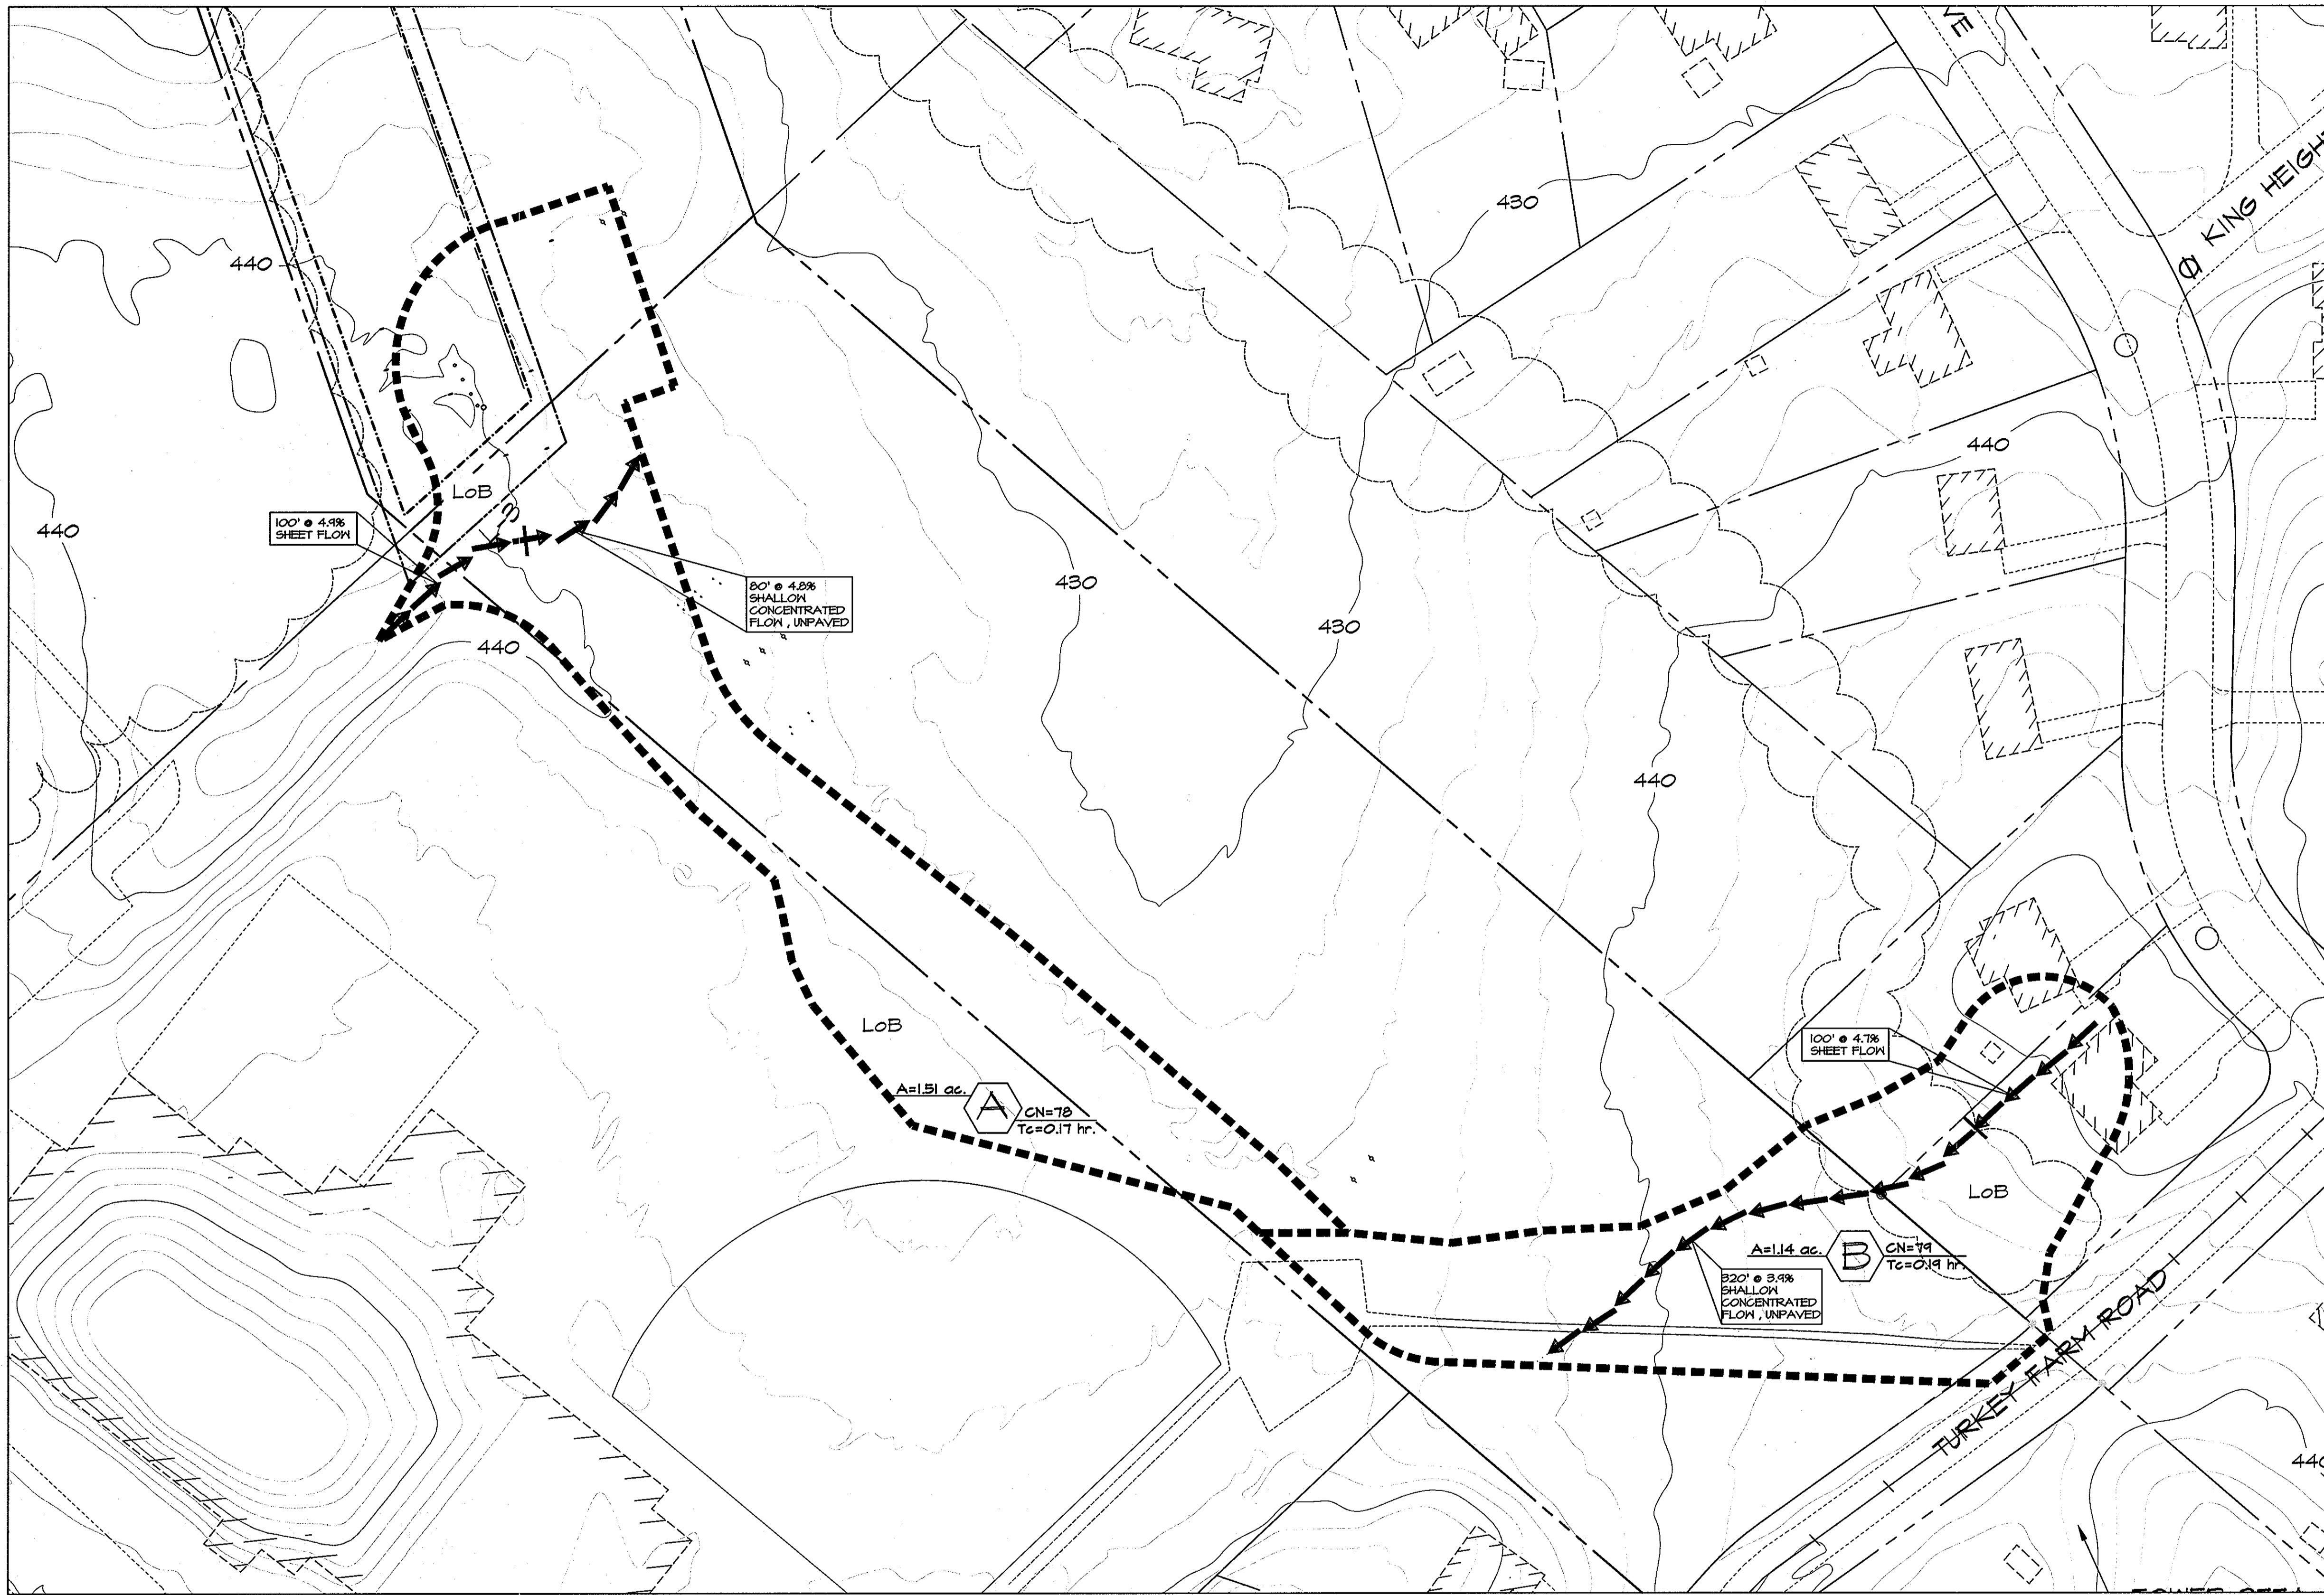 VE
KING HEIGH
430
440
440
440
LoB
100' @ 4.9%
SHEET FLOW
80' @ 4.8%
SHALLOW
CONCENTRATED
FLOW , UNPAVED
430
430
440
440
LoB
A=1.51 ac.
A
CN=78
Tc=0.17 hr.
100' @ 4.7%
SHEET FLOW
LoB
A=1.14 ac.
B
CN=79
Tc=0.19 hr.
320' @ 3.9%
SHALLOW
CONCENTRATED
FLOW , UNPAVED
TURKEY FARM ROAD
440